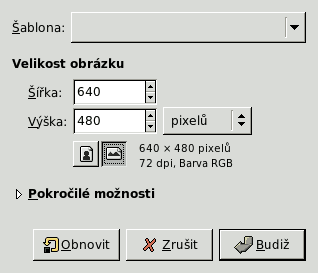 Šablona:
Velikost obrázku
Šířka: 640
Výška: 480 pixelů
640 × 480 pixelů
72 dpi, Barva RGB
Pokročilé možnosti
Obnovit Zrušit Budiž